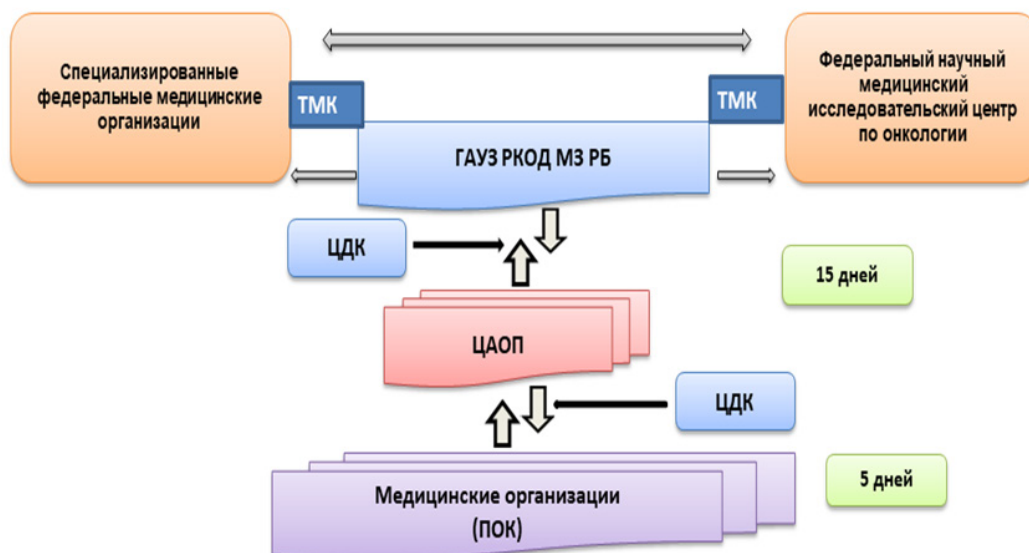 Специализированные
федеральные медицинские
организации
ТМК
ТМК
Федеральный научный
медицинский
исследовательский центр
по онкологии
ГАУЗ РКОД МЗ РБ
ЦДК
15 дней
ЦАОП
ЦДК
5 дней
Медицинские организации
(ПОК)